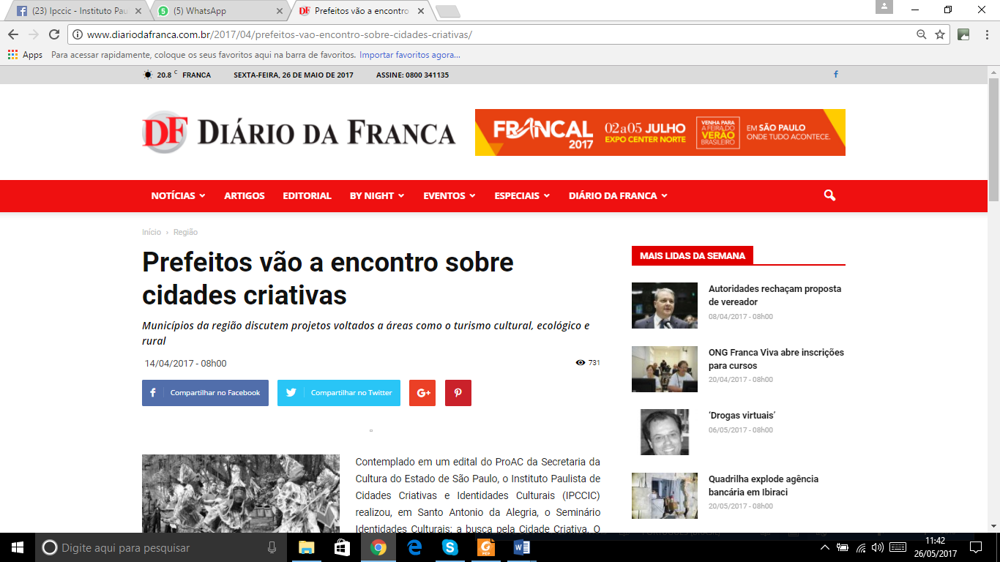 (23) Ipccic - Instituto Pau
(5) WhatsApp
Prefeitos vão a encontro
www.diariodafranca.com.br/2017/04/prefeitos-vao-encontro-sobre-cidades-criativas/
Apps Para acessar rapidamente, coloque os seus favoritos aqui na barra de favoritos. Importar favoritos agora...
20.8 C FRANCA SEXTA-FEIRA, 26 DE MAIO DE 2017 ASSINE: 0800 341135
DF DIÁRIO DA FRANCA
FRANCAL
2017
02 a 05 JULHO
EXPO CENTER NORTE
VENHA PARA
A FEIRA DO
VERÃO
BRASILEIRO
EM SÃO PAULO
ONDE TUDO ACONTECE.
NOTÍCIAS ARTIGOS EDITORIAL BY NIGHT EVENTOS ESPECIAIS DIÁRIO DA FRANCA
Início › Região
Prefeitos vão a encontro sobre
cidades criativas
Municípios da região discutem projetos voltados a áreas como o turismo cultural, ecológico e
rural
14/04/2017 - 08h00
731
Compartilhar no Facebook
Compartilhar no Twitter
G+
Contemplado em um edital do ProAC da Secretaria da
Cultura do Estado de São Paulo, o Instituto Paulista de
Cidades Criativas e Identidades Culturais (IPCCIC)
realizou, em Santo Antonio da Alegria, o Seminário
Identidades Culturais: a busca pela Cidade Criativa. O
MAIS LIDAS DA SEMANA
Autoridades rechaçam proposta
de vereador
08/04/2017 - 08h00
ONG Franca Viva abre inscrições
para cursos
20/04/2017 - 08h00
‘Drogas virtuais’
06/05/2017 - 08h00
Quadrilha explode agência
bancária em Ibiraci
20/05/2017 - 08h00
Digite aqui para pesquisar
11:42
26/05/2017